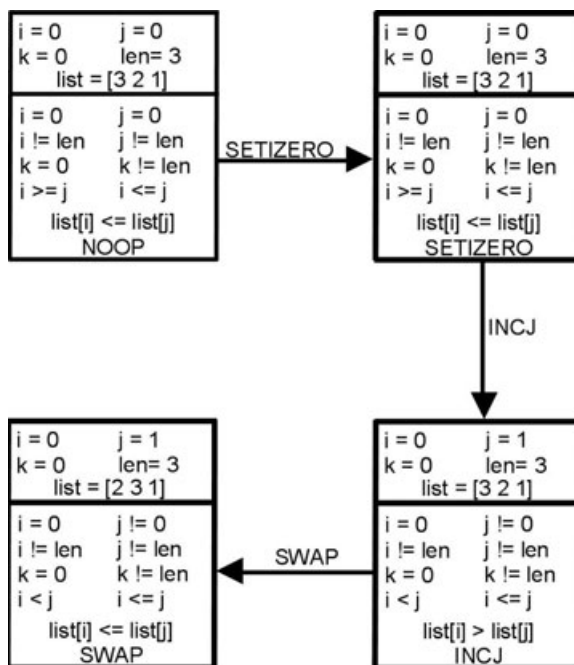 i = 0 j = 0
k = 0 len= 3
list = [3 2 1]
i = 0 j = 0
i != len j != len
k = 0 k != len
i >= j i <= j
list[i] <= list[j]
NOOP
SETIZERO
i = 0 j = 0
k = 0 len= 3
list = [3 2 1]
i = 0 j = 0
i != len j != len
k = 0 k != len
i >= j i <= j
list[i] <= list[j]
SETIZERO
INCJ
i = 0 j = 1
k = 0 len= 3
list = [3 2 1]
i = 0 j != 0
i != len j != len
k = 0 k != len
i < j i <= j
list[i] > list[j]
INCJ
SWAP
i = 0 j = 1
k = 0 len= 3
list = [2 3 1]
i = 0 j != 0
i != len j != len
k = 0 k != len
i < j i <= j
list[i] <= list[j]
SWAP